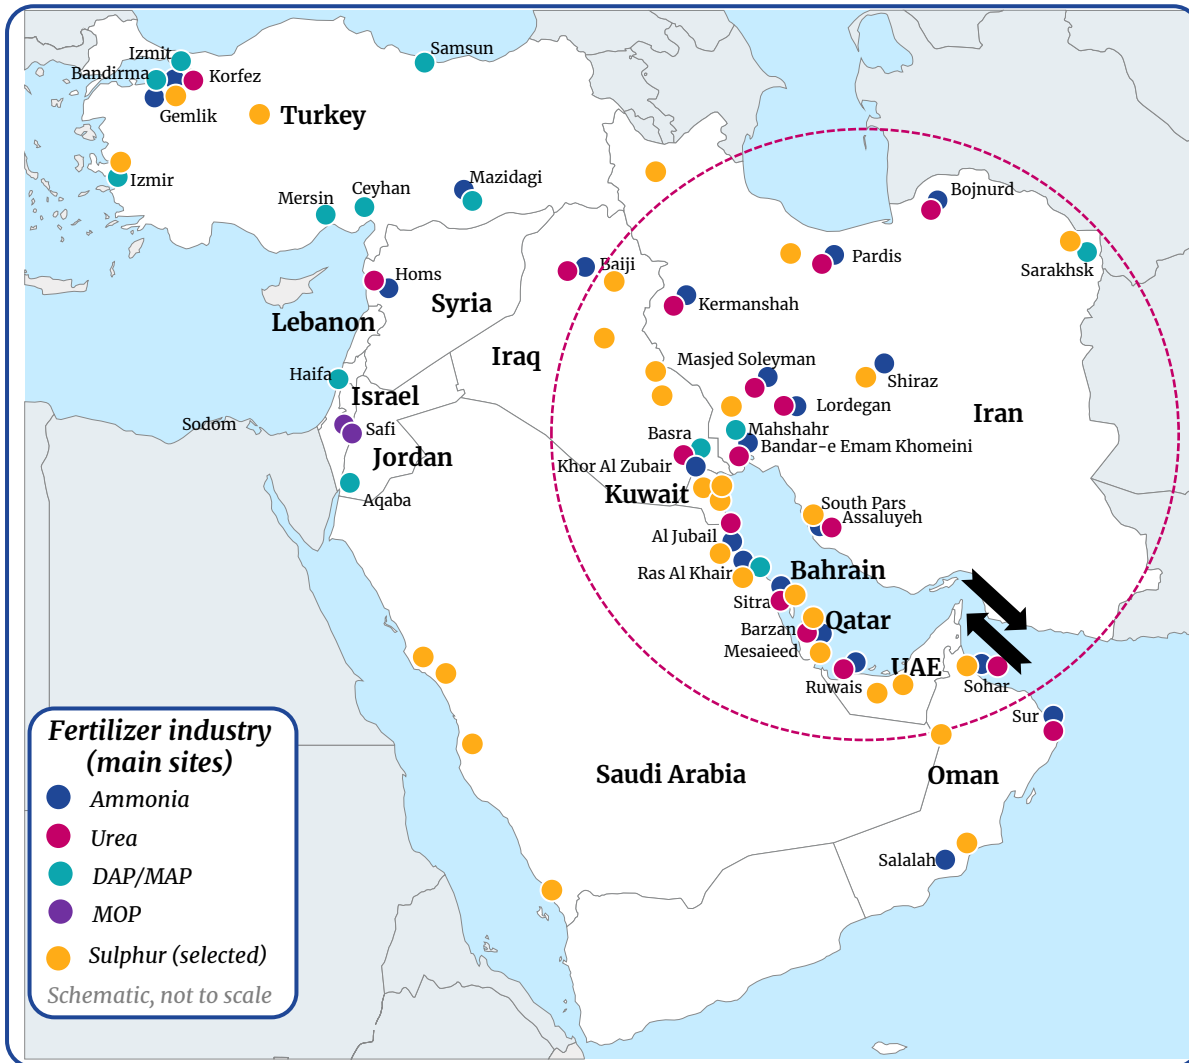 Izmit
Samsun
Bandirma
Korfez
Gemlik
Turkey
Izmir
Mersin
Ceyhan
Mazidagi
Bojnurd
Sarakhsk
Pardis
Homs
Baiji
Kermanshah
Syria
Lebanon
Iraq
Masjed Soleyman
Haifa
Shiraz
Israel
Lordegan
Iran
Sodom
Safi
Basra
Mahshahr
Bandar-e Emam Khomeini
Jordan
Khor Al Zubair
Kuwait
Aqaba
South Pars
Assaluyeh
Al Jubail
Ras Al Khair
Bahrain
Sitra
Barzan
Qatar
Mesaieed
UAE
Ruwais
Sohar
Sur
Saudi Arabia
Oman
Salalah
Fertilizer industry
(main sites)
Ammonia
Urea
DAP/MAP
MOP
Sulphur (selected)
Schematic, not to scale